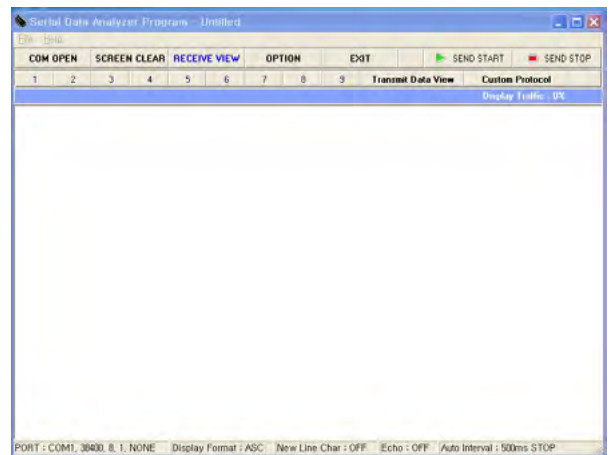 Serial Data Analyzer Program - Untitled
File Help
COM OPEN SCREEN CLEAR RECEIVE VIEW OPTION EXIT SEND START SEND STOP
1 2 3 4 5 6 7 8 9 Transmit Data View Custom Protocol
Display Traffic : 0%
PORT : COM1, 38400, 8, 1, NONE Display Format : ASC New Line Char : OFF Echo : OFF Auto Interval : 500ms STOP